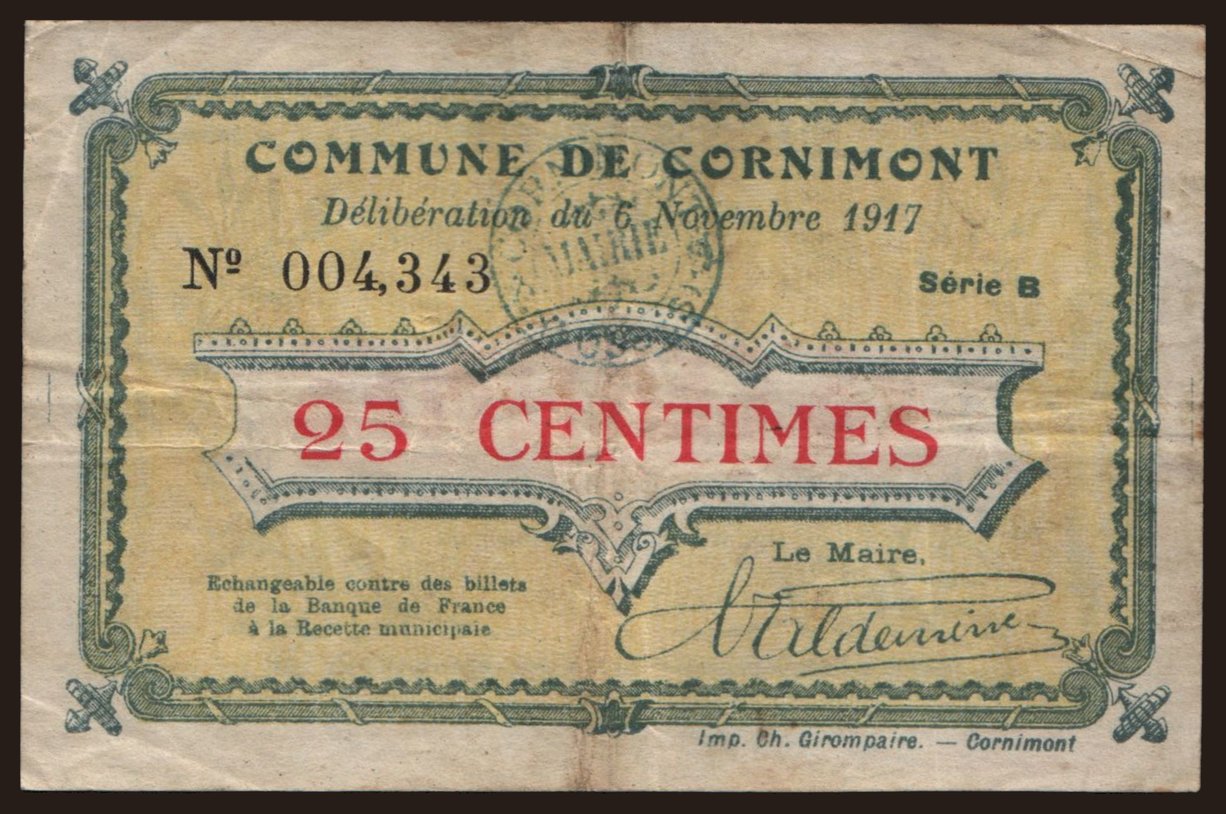 COMMUNE DE CORNIMONT
Délibération du 6 Novembre 1917
Nº 004,343
Série B
MAIRIE
25 CENTIMES
Echangeable contre des billets
de la Banque de France
à la Recette municipale
Le Maire,
Imp. Ch. Girompaire. — Cornimont